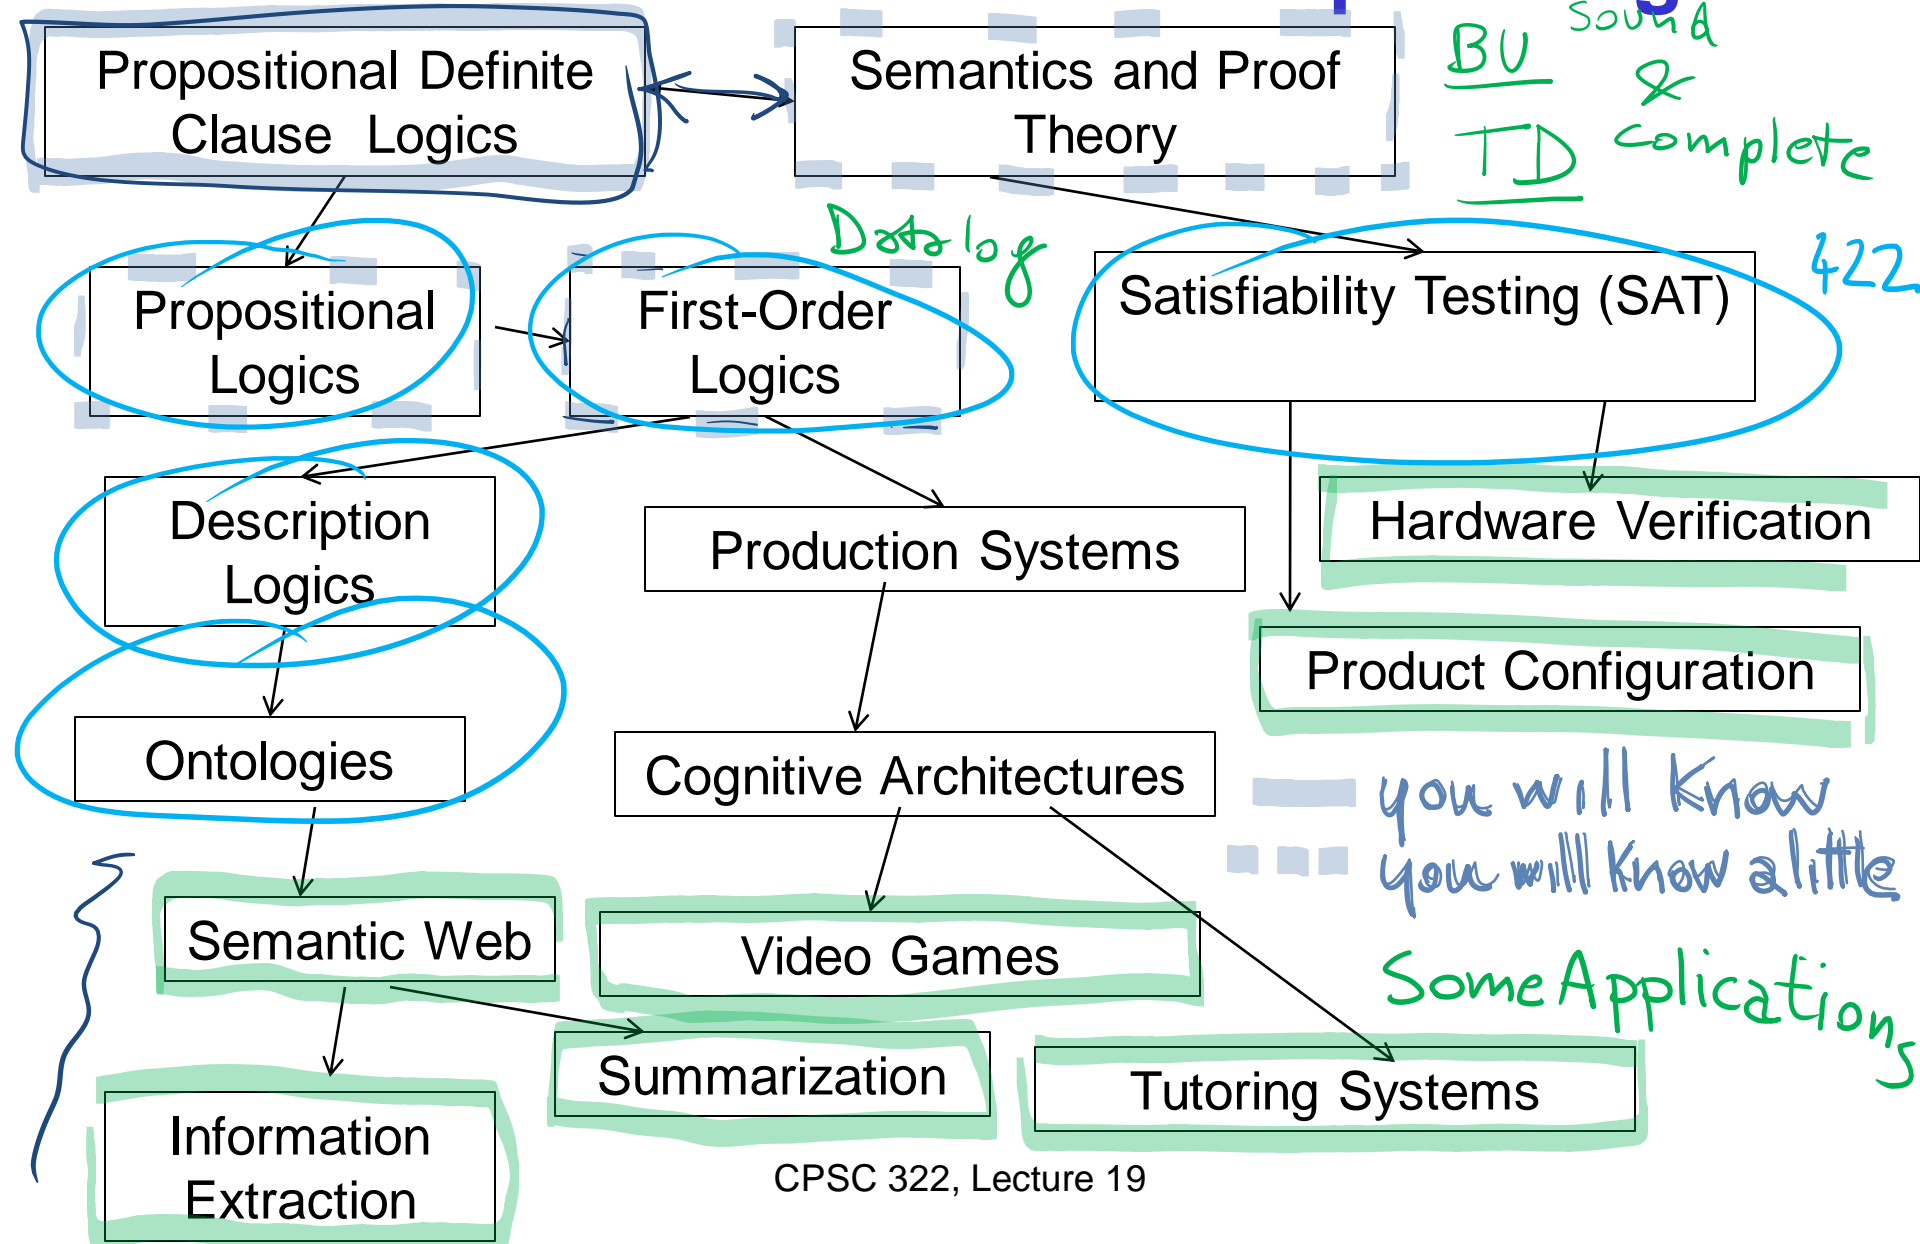 Propositional Definite
Clause Logics
Semantics and Proof
Theory
BU
sound
&
TD
complete
Datalog
Propositional
Logics
First-Order
Logics
Satisfiability Testing (SAT)
422
Description
Logics
Production Systems
Hardware Verification
Product Configuration
Ontologies
Cognitive Architectures
you will know
you will know a little
Semantic Web
Video Games
Some Applications
Summarization
Tutoring Systems
Information
Extraction
CPSC 322, Lecture 19